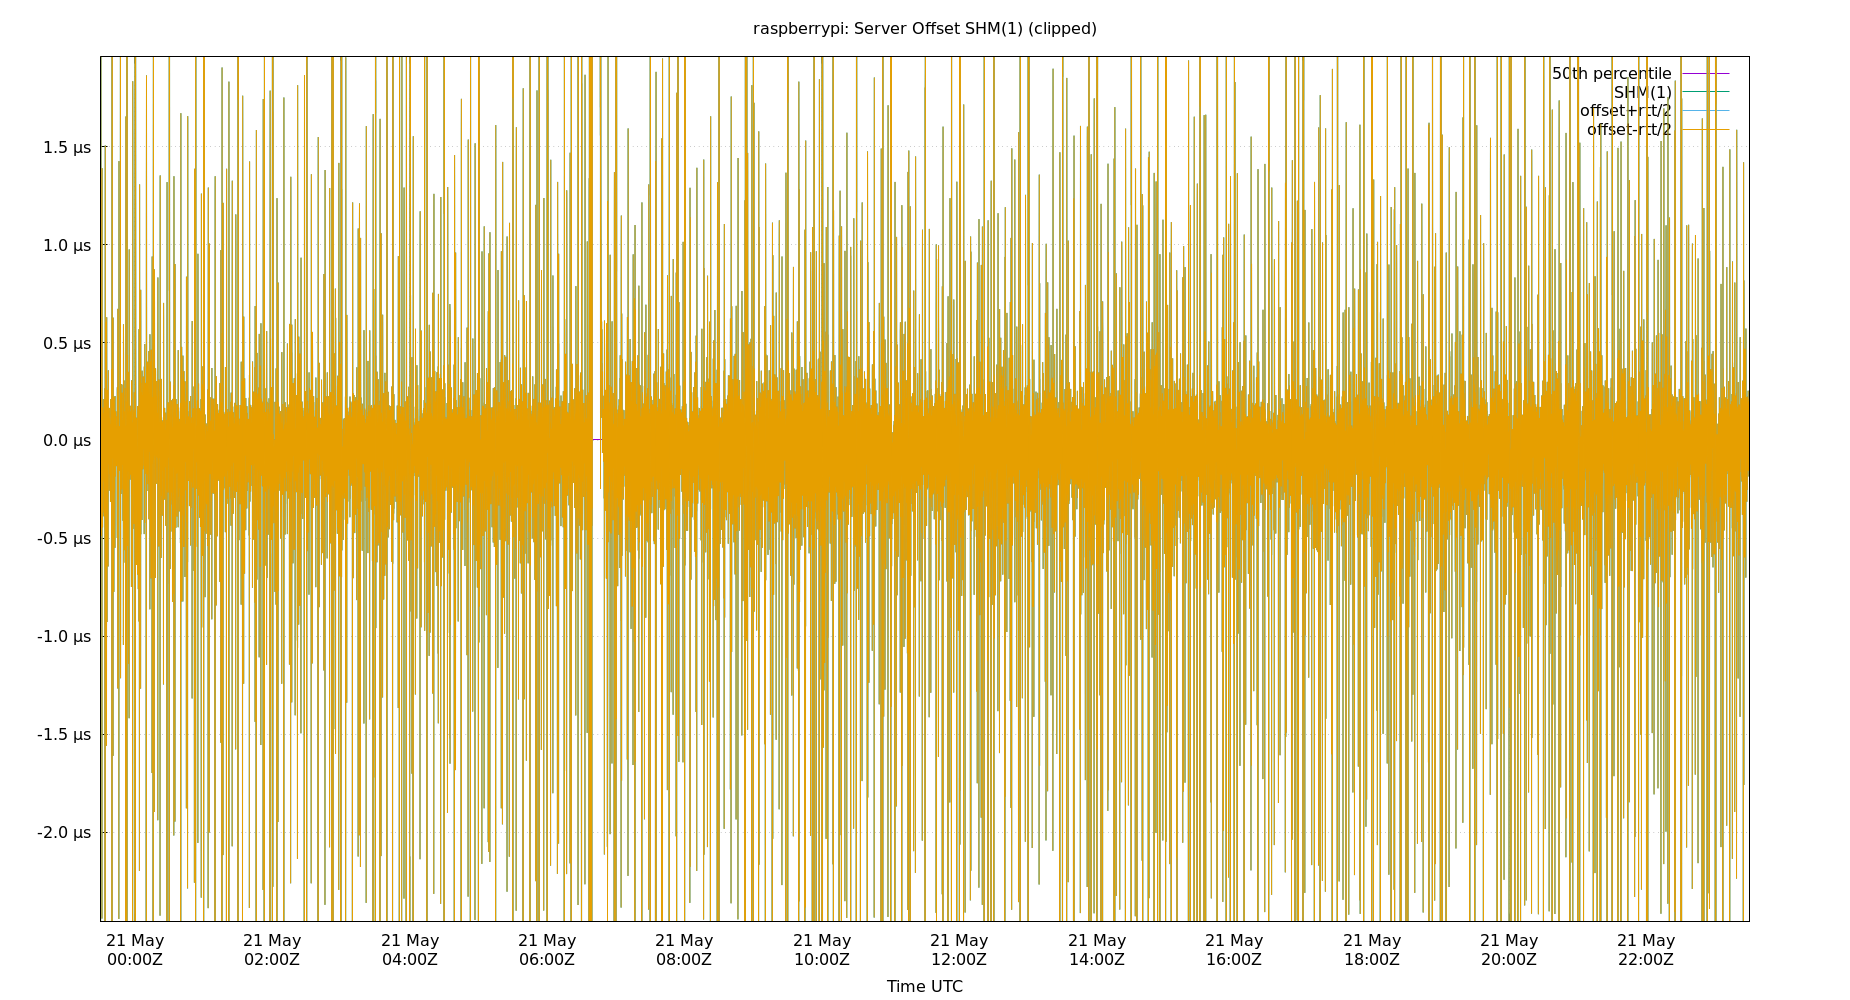 raspberrypi: Server Offset SHM(1) (clipped)
50th percentile
SHM(1)
offset+rtt/2
offset-rtt/2
1.5 µs
1.0 µs
0.5 µs
0.0 µs
-0.5 µs
-1.0 µs
-1.5 µs
-2.0 µs
21 May 21 May 21 May 21 May 21 May 21 May 21 May 21 May 21 May 21 May 21 May 21 May
00:00Z 02:00Z 04:00Z 06:00Z 08:00Z 10:00Z 12:00Z 14:00Z 16:00Z 18:00Z 20:00Z 22:00Z
Time UTC